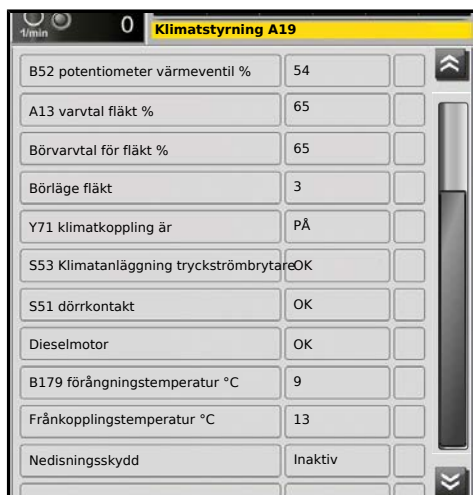 1/min 0 Klimatstyrning A19
B52 potentiometer värmeventil % 54
A13 varvtal fläkt % 65
Börvarvtal för fläkt % 65
Börläge fläkt 3
Y71 klimatkoppling är PÅ
S53 Klimatanläggning tryckströmbrytare OK
S51 dörrkontakt OK
Dieselmotor OK
B179 förångningstemperatur °C 9
Frånkopplingstemperatur °C 13
Nedisningsskydd Inaktiv